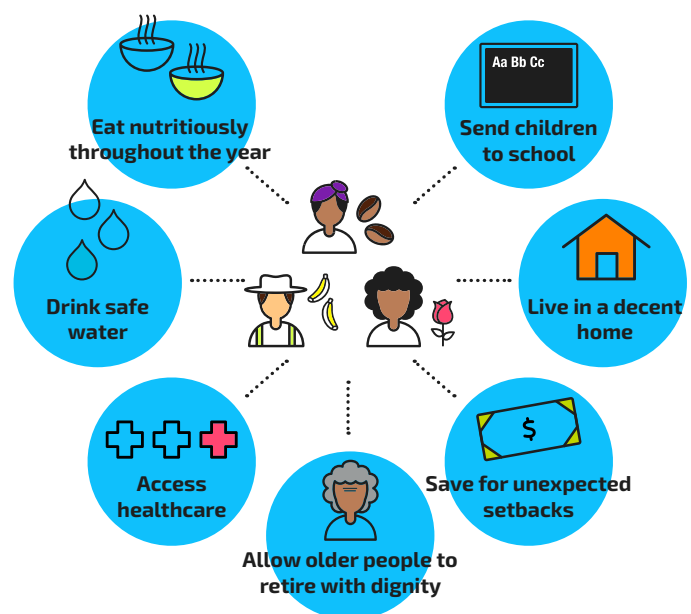 Eat nutritiously
throughout the year
Aa Bb Cc
Send children
to school
Drink safe
water
Live in a decent
home
Access
healthcare
$
Save for unexpected
setbacks
Allow older people to
retire with dignity